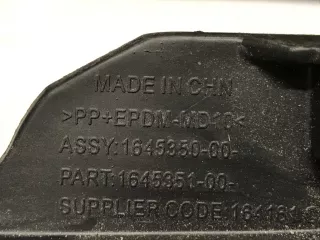 MADE IN CHN
>PP+EPDM-MD10<
ASSY:1645350-00-
PART:1645351-00-
SUPPLIER CODE: